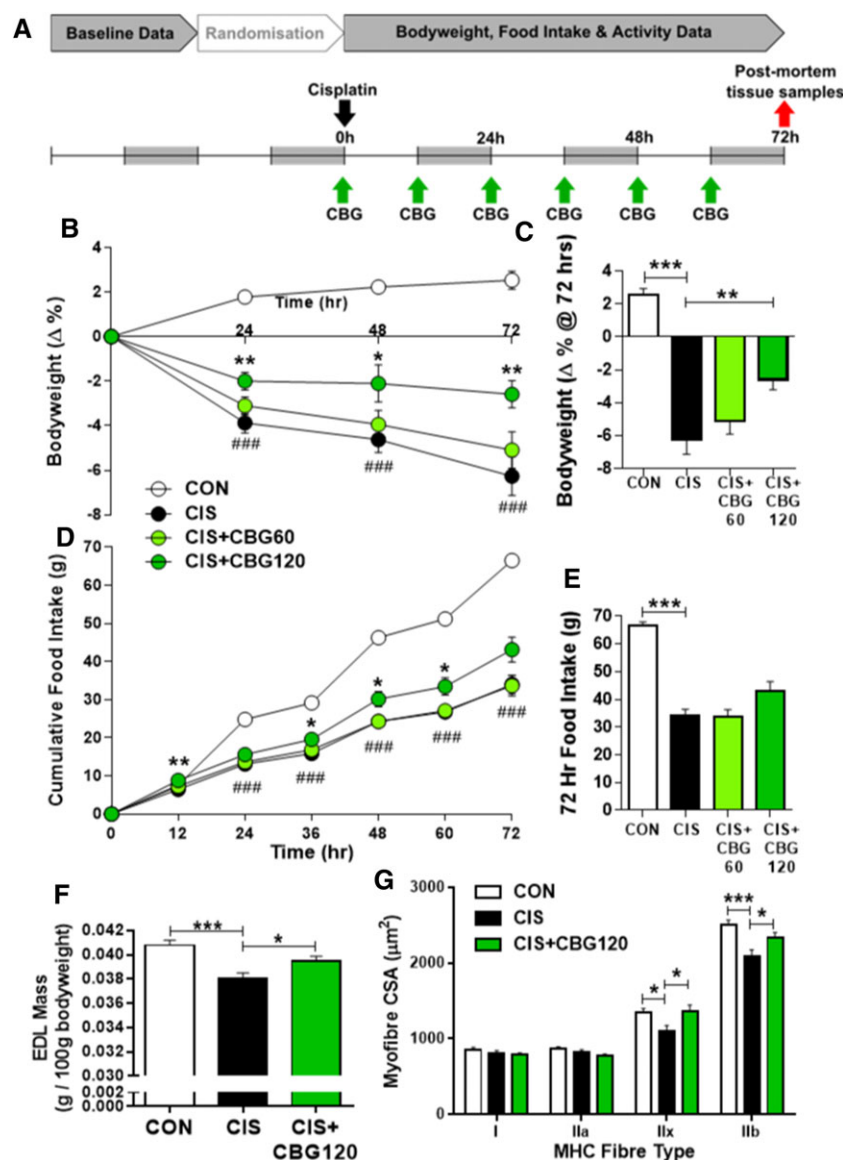 A
Baseline Data Randomisation Bodyweight, Food Intake & Activity Data
Post-mortem
tissue samples
Cisplatin
0h 24h 48h 72h
CBG CBG CBG CBG CBG CBG
B
Bodyweight (Δ %)
4
2
0
-2
-4
-6
-8
Time (hr)
24 48 72
** * **
### ### ###
CON
CIS
CIS+CBG60
CIS+CBG120
C
Bodyweight (Δ % @ 72 hrs)
4
2
0
-2
-4
-6
-8
*** **
CON CIS CIS+ CIS+
CBG CBG
60 120
D
Cumulative Food Intake (g)
70
60
50
40
30
20
10
0
** * * *
### ### ### ### ###
0 12 24 36 48 60 72
Time (hr)
E
72 Hr Food Intake (g)
70
60
50
40
30
20
10
0
***
CON CIS CIS+ CIS+
CBG CBG
60 120
F
EDL Mass
(g / 100g bodyweight)
0.042
0.040
0.038
0.036
0.034
0.032
0.030
0.002
0.000
*** *
CON CIS CIS+
CBG120
G
Myofibre CSA (μm²)
3000
2000
1000
0
CON
CIS
CIS+CBG120
* * *** *
I IIa IIx IIb
MHC Fibre Type